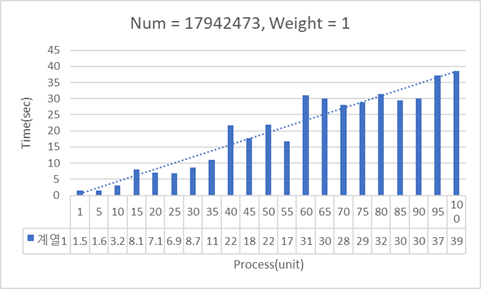 Num = 17942473, Weight = 1
45
40
35
30
25
20
15
10
5
0
Time(sec)
1 5 10 15 20 25 30 35 40 45 50 55 60 65 70 75 80 85 90 95 10
0
계열1 1.5 1.6 3.2 8.1 7.1 6.9 8.7 11 22 18 22 17 31 30 28 29 32 30 30 37 39
Process(unit)